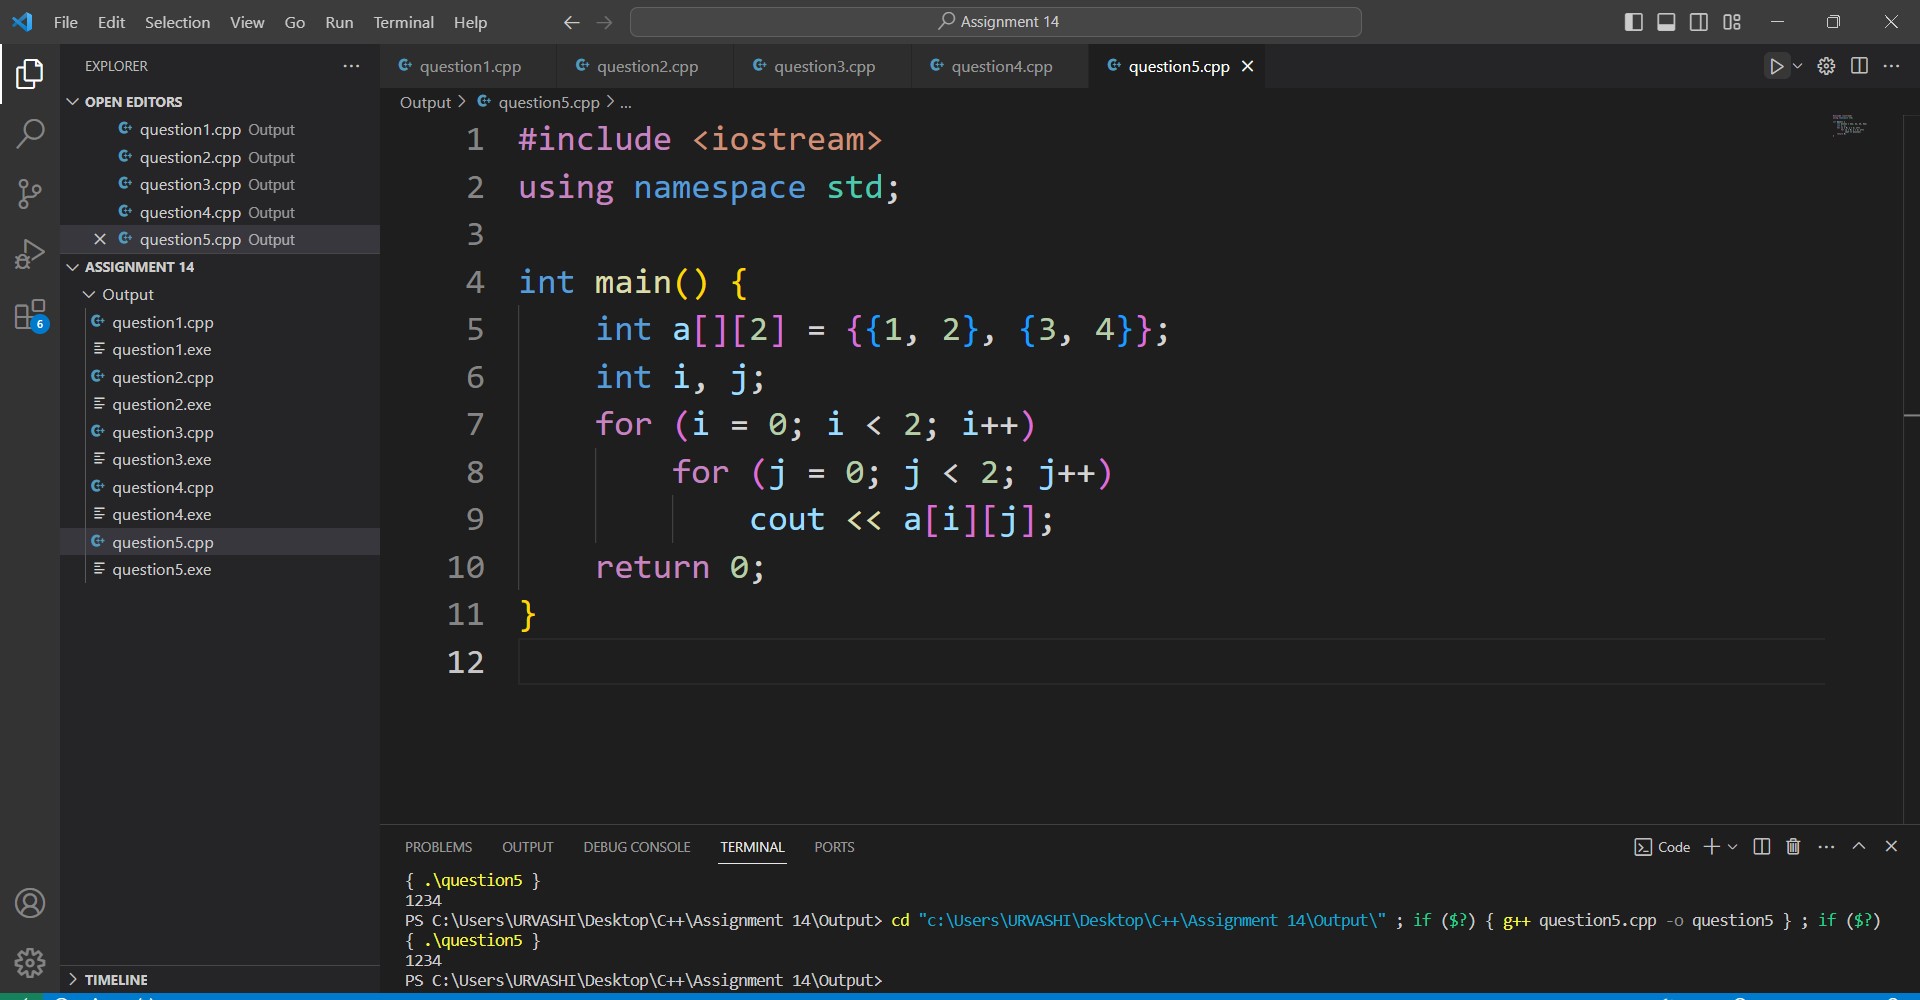 File Edit Selection View Go Run Terminal Help
Assignment 14
EXPLORER
OPEN EDITORS
question1.cpp Output
question2.cpp Output
question3.cpp Output
question4.cpp Output
question5.cpp Output
ASSIGNMENT 14
Output
question1.cpp
question1.exe
question2.cpp
question2.exe
question3.cpp
question3.exe
question4.cpp
question4.exe
question5.cpp
question5.exe
6
TIMELINE
question1.cpp question2.cpp question3.cpp question4.cpp question5.cpp
Output > question5.cpp > ...
1 #include <iostream>
2 using namespace std;
3
4 int main() {
5 int a[][2] = {{1, 2}, {3, 4}};
6 int i, j;
7 for (i = 0; i < 2; i++)
8 for (j = 0; j < 2; j++)
9 cout << a[i][j];
10 return 0;
11 }
12
PROBLEMS OUTPUT DEBUG CONSOLE TERMINAL PORTS
Code
{ .\question5 }
1234
PS C:\Users\URVASHI\Desktop\C++\Assignment 14\Output> cd "c:\Users\URVASHI\Desktop\C++\Assignment 14\Output\" ; if ($?) { g++ question5.cpp -o question5 } ; if ($?)
{ .\question5 }
1234
PS C:\Users\URVASHI\Desktop\C++\Assignment 14\Output>